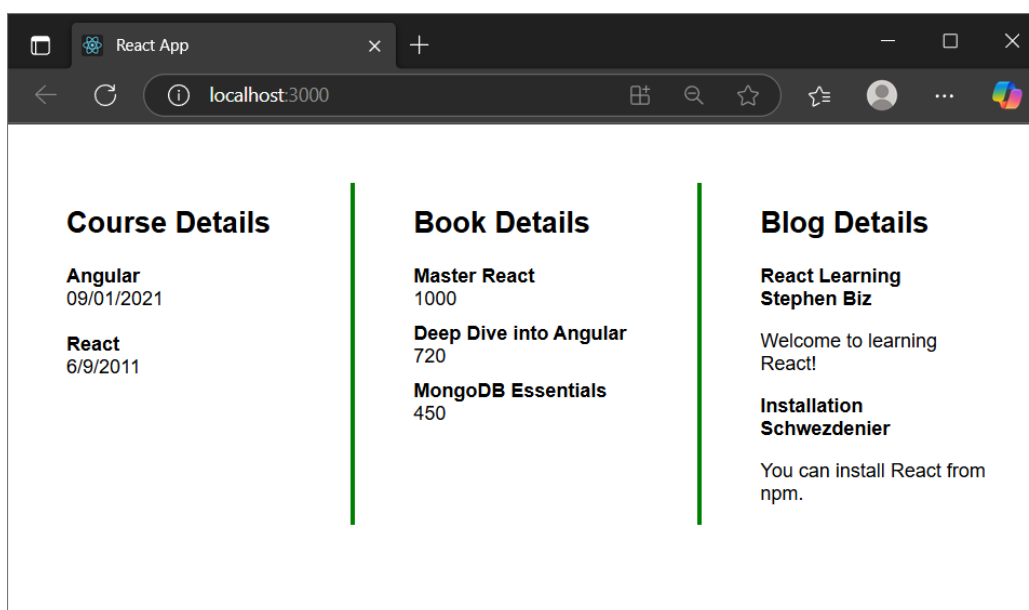 React App
localhost:3000
Course Details
Angular
09/01/2021
React
6/9/2011
Book Details
Master React
1000
Deep Dive into Angular
720
MongoDB Essentials
450
Blog Details
React Learning
Stephen Biz
Welcome to learning
React!
Installation
Schwezdenier
You can install React from
npm.